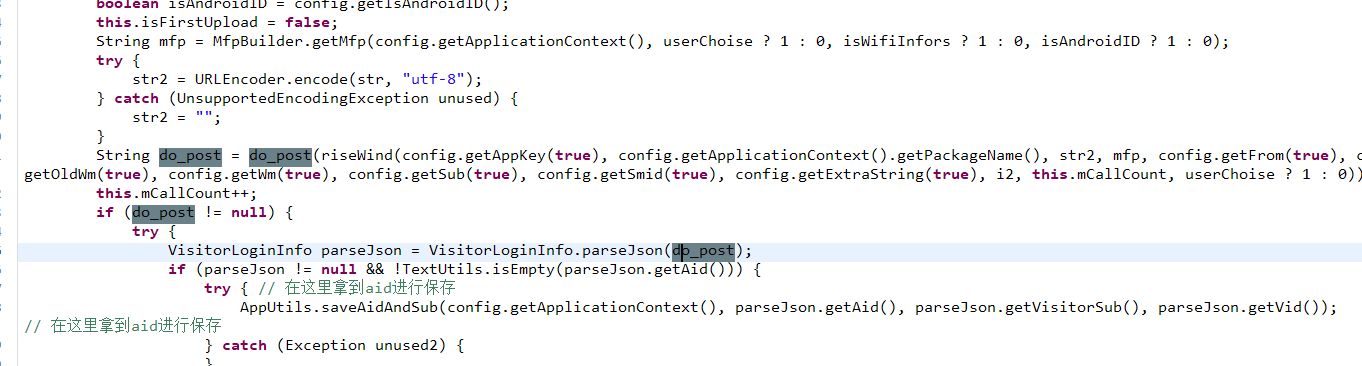 boolean isAndroidID = config.getIsAndroidID();
this.isFirstUpload = false;
String mfp = MfpBuilder.getMfp(config.getApplicationContext(), userChoise ? 1 : 0, isWifiInfors ? 1 : 0, isAndroidID ? 1 : 0);
try {
str2 = URLEncoder.encode(str, "utf-8");
} catch (UnsupportedEncodingException unused) {
str2 = "";
}
String do_post = do_post(riseWind(config.getAppKey(true), config.getApplicationContext().getPackageName(), str2, mfp, config.getFrom(true), c
getOldWm(true), config.getWm(true), config.getSub(true), config.getSmid(true), config.getExtraString(true), i2, this.mCallCount, userChoise ? 1 : 0))
this.mCallCount++;
if (do_post != null) {
try {
VisitorLoginInfo parseJson = VisitorLoginInfo.parseJson(do_post);
if (parseJson != null && !TextUtils.isEmpty(parseJson.getAid())) {
try { // 在这里拿到aid进行保存
AppUtils.saveAidAndSub(config.getApplicationContext(), parseJson.getAid(), parseJson.getVisitorSub(), parseJson.getVid());
// 在这里拿到aid进行保存
} catch (Exception unused2) {
}